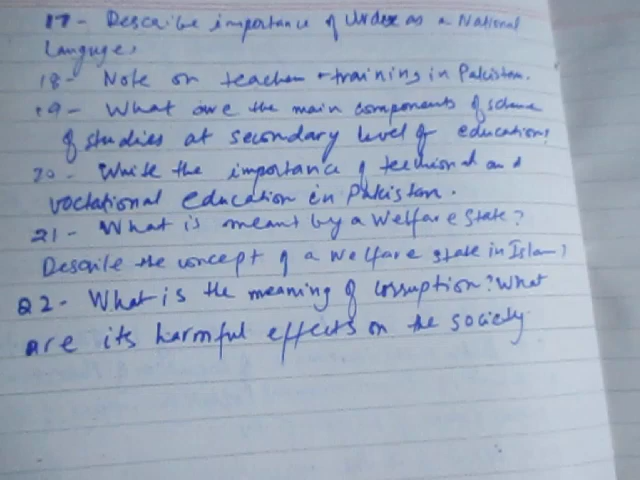 17- Describe importance of Urdu as a National
Languge.
18- Note on teacher training in Pakistan.
19- What are the main components of scheme
of studies at secondary level of education?
20- Write the importance of technical and
voctational education in Pakistan.
21- What is meant by a Welfare State?
Describe the concept of a Welfare State in Islam?
22- What is the meaning of corruption? What
are its harmful effects on the society